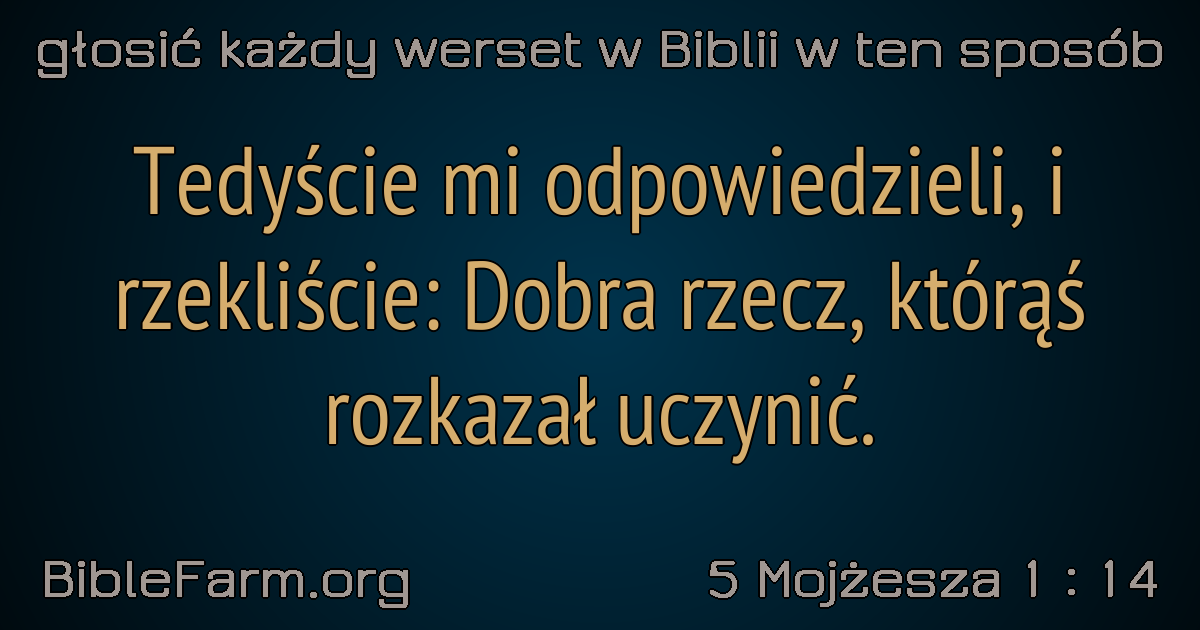 głosić każdy werset w Biblii w ten sposób
Tedyście mi odpowiedzieli, i
rzekliście: Dobra rzecz, którąś
rozkazał uczynić.
BibleFarm.org
5 Mojżesza 1 : 14